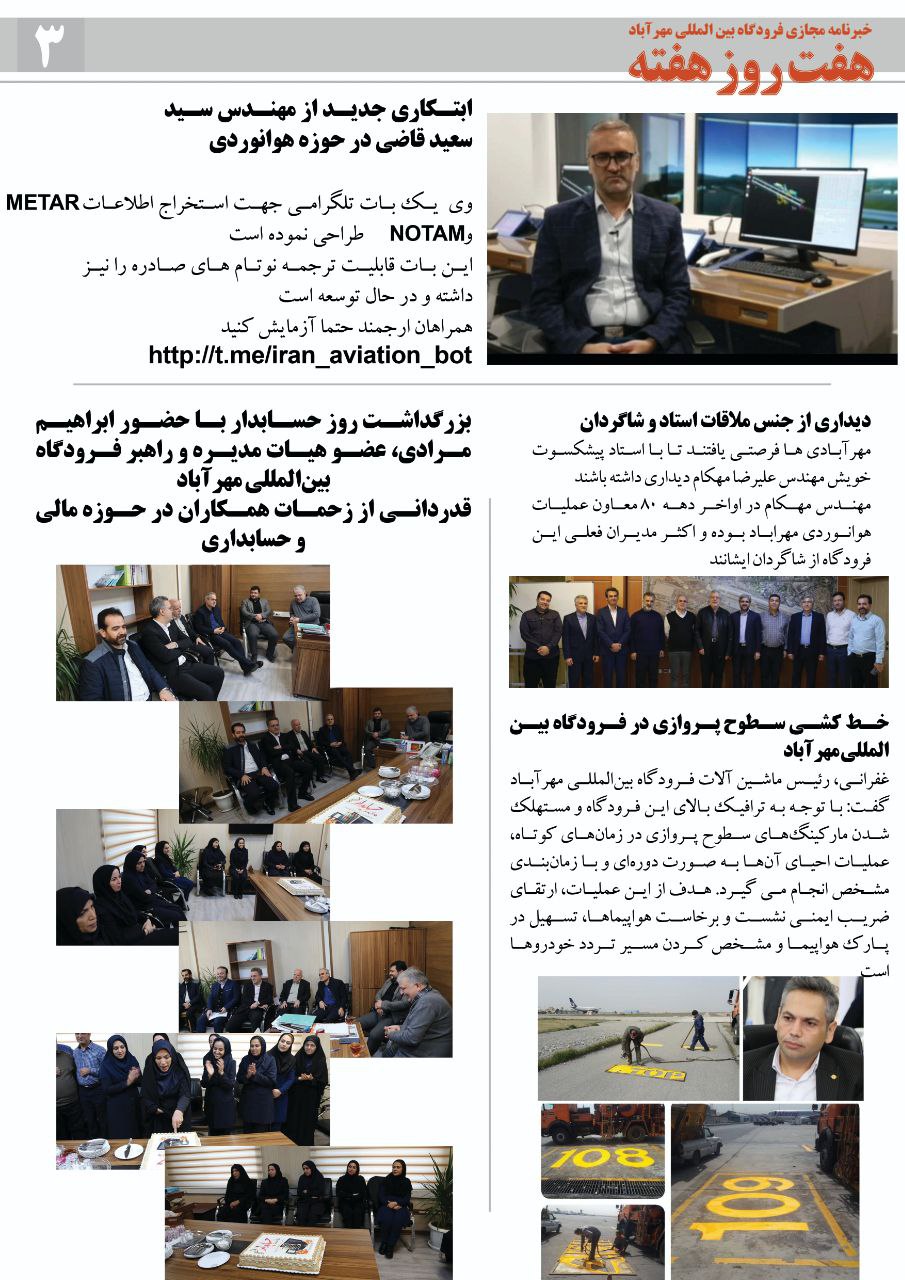 خبرنامه مجازی فرودگاه بین المللی مهرآباد
هفت روز هفته
۳
ابتکاری جدید از مهندس سید
سعید قاضی در حوزه هوانوردی
وی یک بات تلگرامی جهت استخراج اطلاعات METAR
و NOTAM طراحی نموده است
این بات قابلیت ترجمه نوتام های صادره را نیز
داشته و در حال توسعه است
همراهان ارجمند حتما آزمایش کنید
http://t.me/iran_aviation_bot
دیداری از جنس ملاقات استاد و شاگردان
مهرآبادی ها فرصتی یافتند تا با استاد پیشکسوت
خویش مهندس علیرضا مهکام دیداری داشته باشند
مهندس مهکام در اواخر دهه ۸۰ معاون عملیات
هوانوردی مهراباد بوده و اکثر مدیران فعلی این
فرودگاه از شاگردان ایشانند
خط کشی سطوح پروازی در فرودگاه بین
المللی مهرآباد
غفرانی، رئیس ماشین آلات فرودگاه بین‌المللی مهرآباد
گفت: با توجه به ترافیک بالای این فرودگاه و مستهلک
شدن مارکینگ‌های سطوح پروازی در زمان‌های کوتاه،
عملیات احیای آن‌ها به صورت دوره‌ای و با زمان‌بندی
مشخص انجام می گیرد. هدف از این عملیات، ارتقای
ضریب ایمنی نشست و برخاست هواپیماها، تسهیل در
پارک هواپیما و مشخص کردن مسیر تردد خودروها
است
108
109
بزرگداشت روز حسابدار با حضور ابراهیم
مرادی، عضو هیات مدیره و راهبر فرودگاه
بین‌المللی مهرآباد
قدردانی از زحمات همکاران در حوزه مالی
و حسابداری